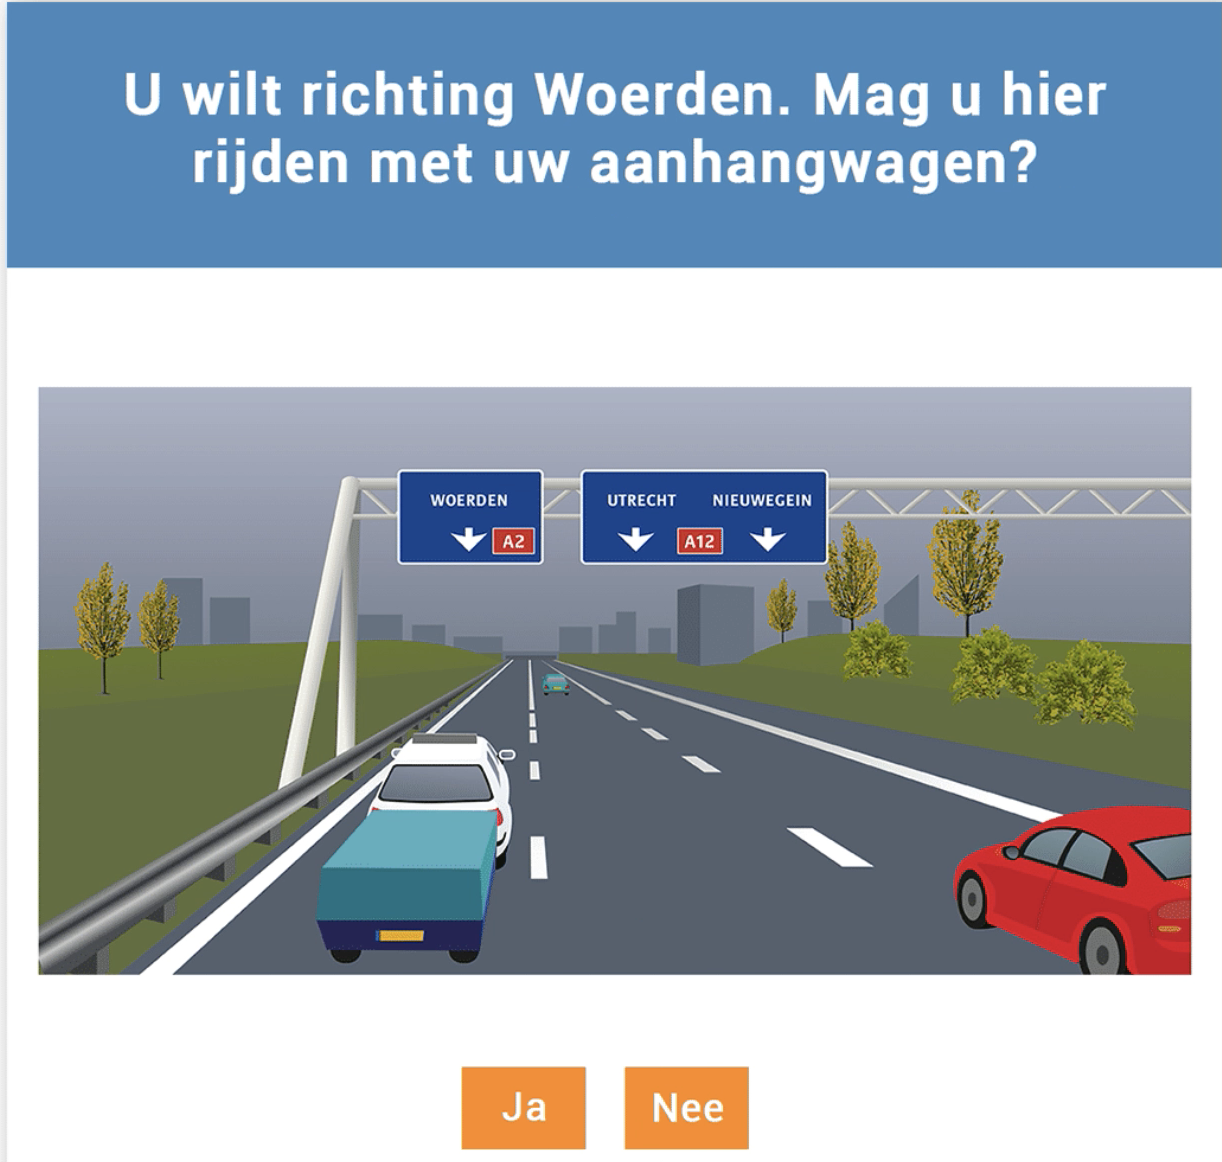 U wilt richting Woerden. Mag u hier
rijden met uw aanhangwagen?
WOERDEN
A2
UTRECHT NIEUWEGEIN
A12
Ja
Nee